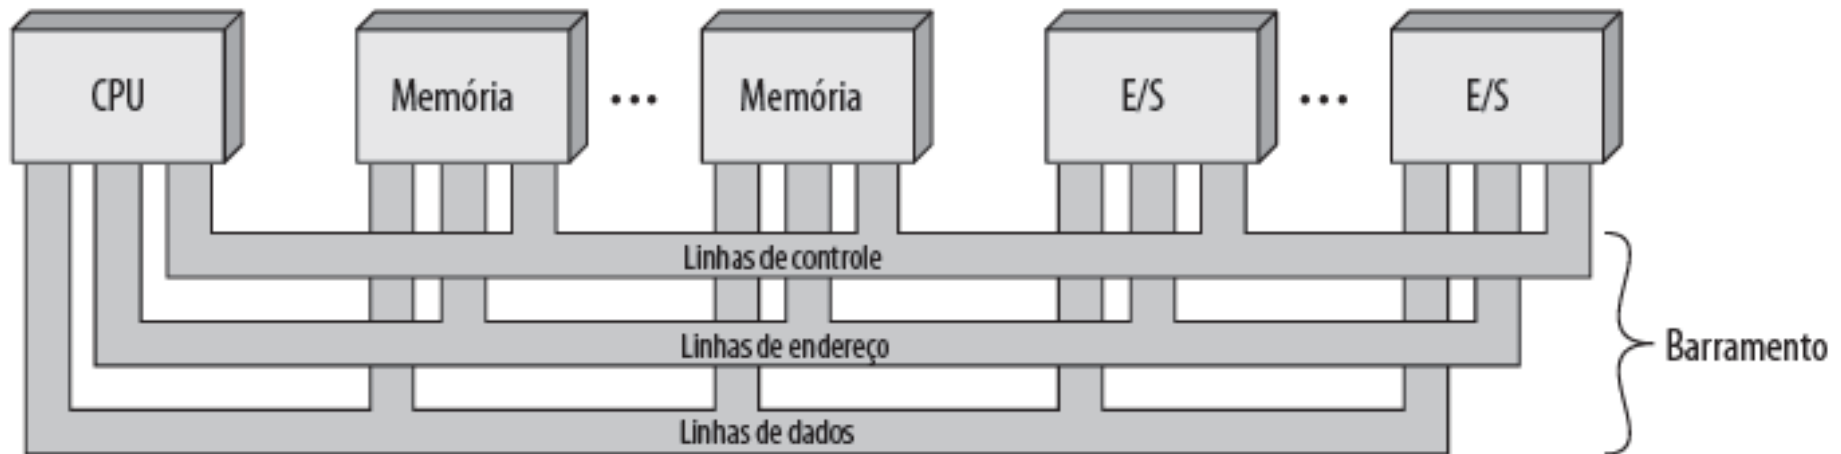 CPU
Memória
...
Memória
E/S
...
E/S
Linhas de controle
Linhas de endereço
Linhas de dados
Barramento